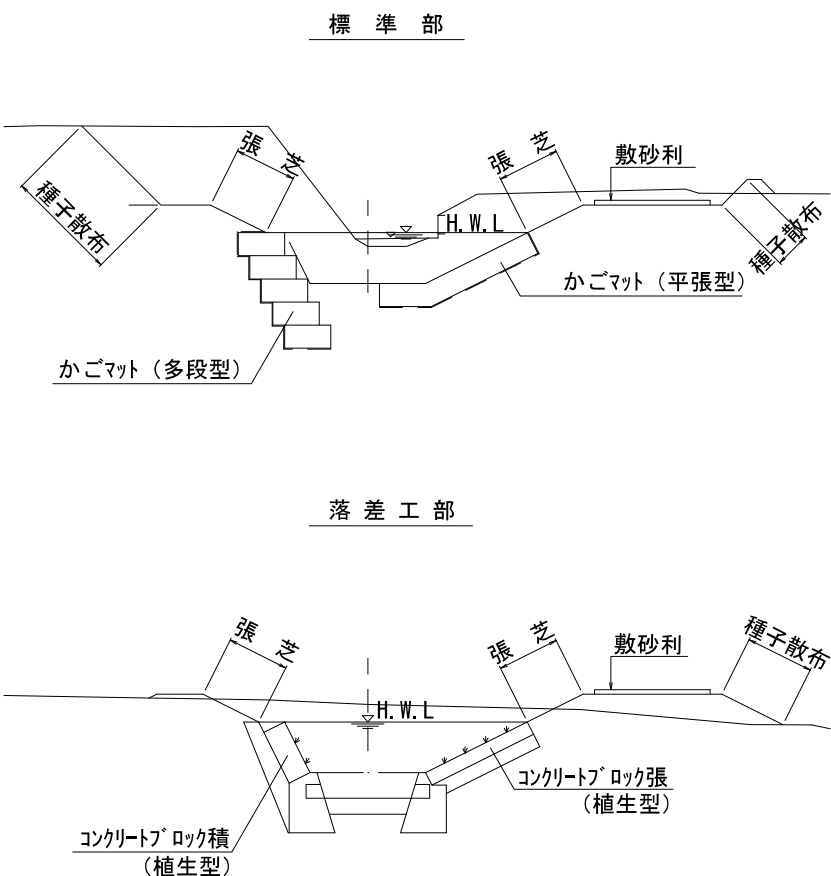 標準部
張芝
張芝
敷砂利
種子散布
H.W.L
種子散布
かごマット（平張型）
かごマット（多段型）
落差工部
張芝
張芝
敷砂利
種子散布
H.W.L
コンクリートブロック張
(植生型)
コンクリートブロック積
(植生型)